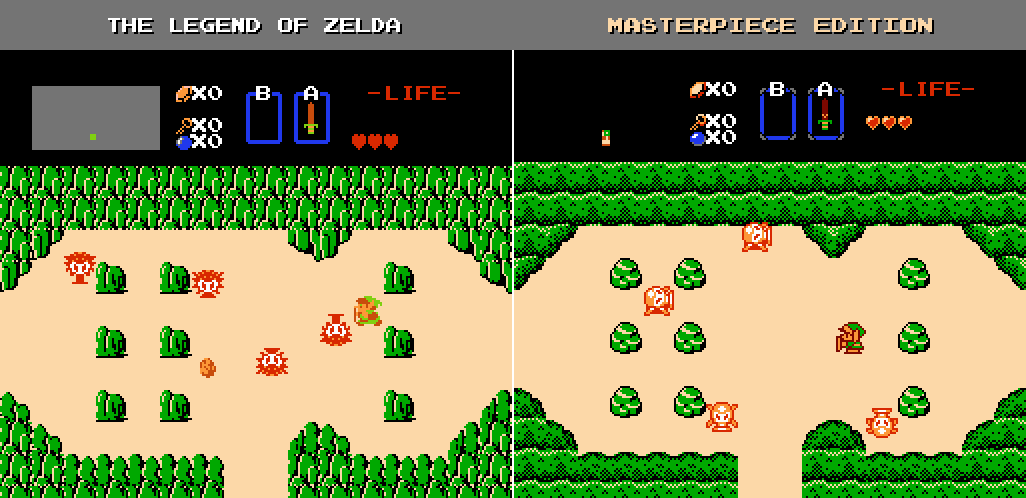 THE LEGEND OF ZELDA
X0
X0
X0
B
A
-LIFE-
MASTERPIECE EDITION
X0
X0
X0
B
A
-LIFE-